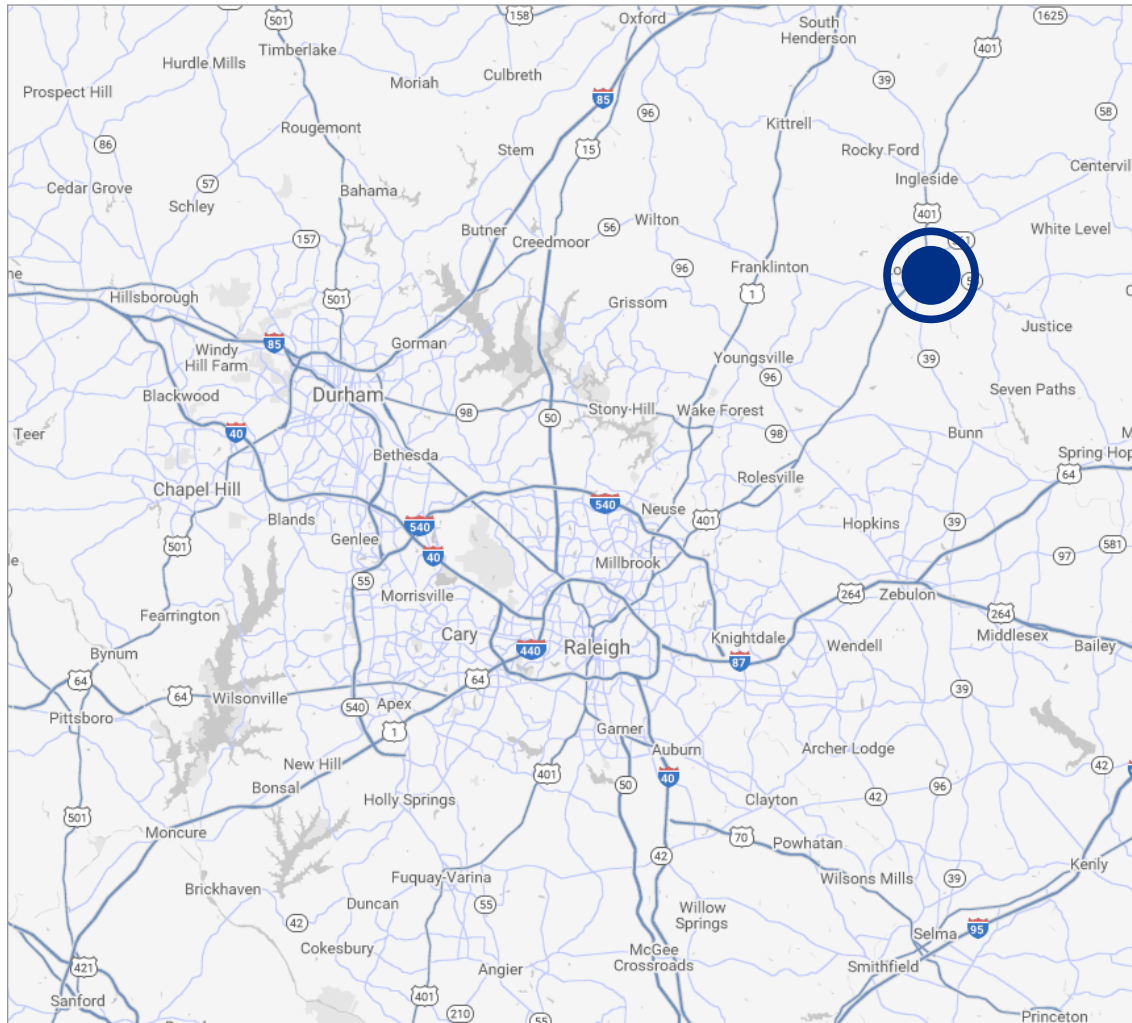 501
158
Oxford
South
Henderson
1625
Timberlake
401
Hurdle Mills
Moriah
Culbreth
39
Prospect Hill
85
96
58
Rougemont
Kittrell
86
15
Stem
Rocky Ford
Centerville
Cedar Grove
57
Bahama
Ingleside
Schley
401
Wilton
56
White Level
157
Butner
Creedmoor
96
Franklinton
Hillsborough
501
Grissom
1
Justice
85
Gorman
Windy
Hill Farm
Youngsville
39
96
Blackwood
Durham
Seven Paths
98
50
Stony Hill
Wake Forest
Teer
40
98
Bunn
Bethesda
Spring Hop
Rolesville
64
Chapel Hill
540
Neuse
Blands
540
401
Hopkins
39
Genlee
501
40
Millbrook
97
581
55
Morrisville
264
Zebulon
Fearrington
264
Cary
440
Raleigh
Knightdale
Wendell
Middlesex
Bailey
Bynum
87
64
64
Wilsonville
64
39
Pittsboro
540
Apex
1
Garner
Auburn
Archer Lodge
New Hill
401
40
42
Bonsal
50
96
Holly Springs
Clayton
42
501
Moncure
70
Powhatan
42
Kenly
Fuquay-Varina
Wilsons Mills
39
Brickhaven
Duncan
55
Willow
Springs
42
95
Selma
Cokesbury
McGee
Crossroads
421
Angier
Smithfield
Sanford
401
210
55
Princeton